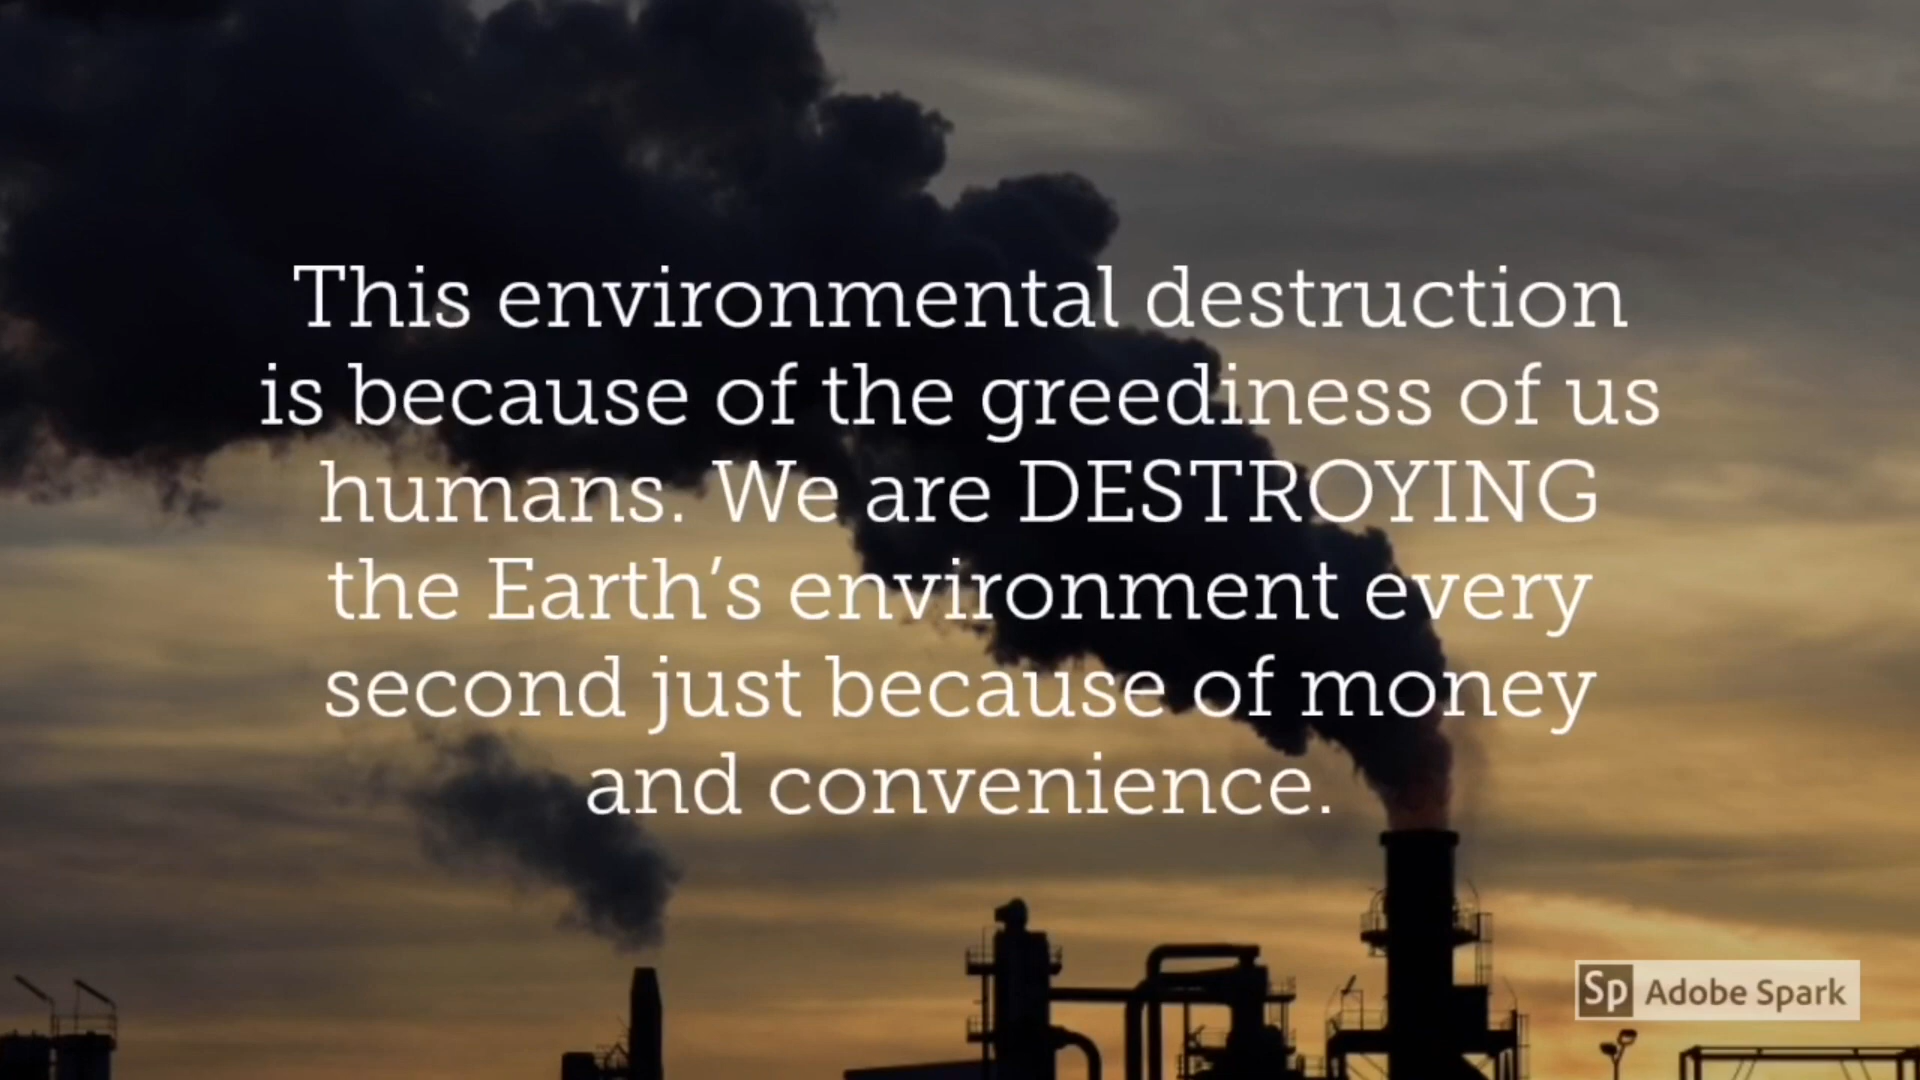 This environmental destruction
is because of the greediness of us
humans. We are DESTROYING
the Earth’s environment every
second just because of money
and convenience.
Sp Adobe Spark